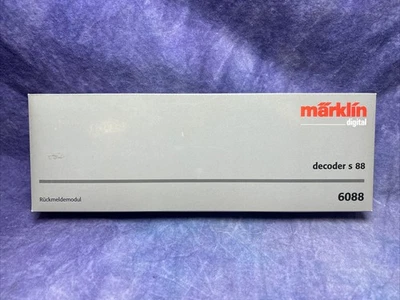 märklin
digital
decoder s 88
Rückmeldemodul
6088